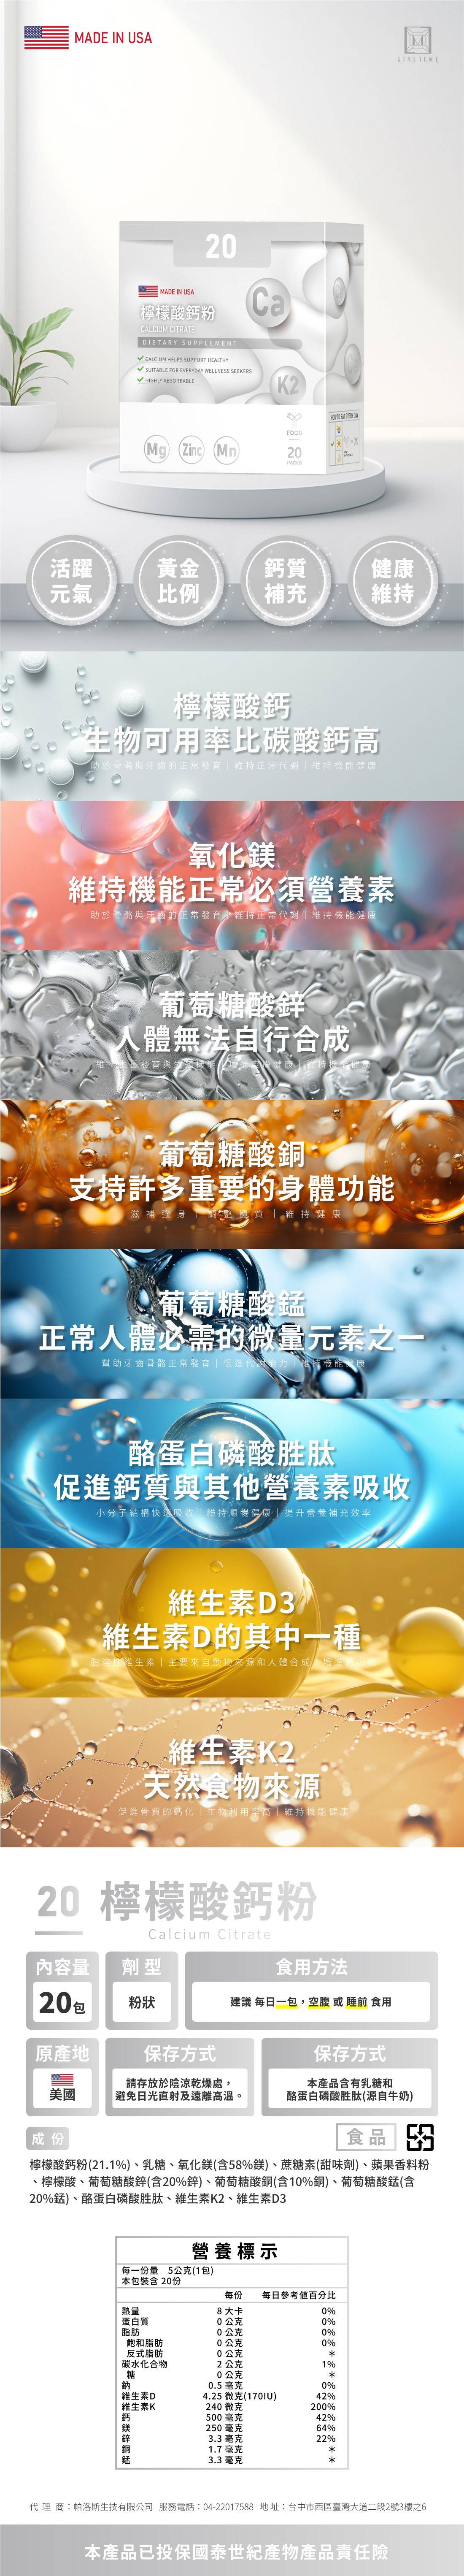 MADE IN USA
20
MADE IN USA
檸檬酸鈣粉
CALCIUM CITRATE
DIETARY SUPPLEMENT
CALCIUM HELPS SUPPORT HEALTHY
SUITABLE FOR EVERYDAY WELLNESS SEEKERS
HIGHLY ABSORBABLE
Ca
K2
Mg Zinc Mn
FOOD
20
HOW TO EAT EVERY DAY
活躍
元氣
黃金
比例
鈣質
補充
健康
維持
檸檬酸鈣
生物可用率比碳酸鈣高
助於骨骼與牙齒的正常發育｜維持正常代謝｜維持機能健康
氧化鎂
維持機能正常必須營養素
助於骨骼與牙齒的正常發育｜維持正常代謝｜維持機能健康
葡萄糖酸鋅
人體無法自行合成
葡萄糖酸銅
支持許多重要的身體功能
滋補強身｜調整體質｜維持健康
葡萄糖酸錳
正常人體必需的微量元素之一
幫助牙齒骨骼正常發育｜促進代謝能力｜維持機能健康
酪蛋白磷酸胜肽
促進鈣質與其他營養素吸收
小分子結構快速吸收｜維持順暢健康｜提升營養補充效率
維生素D3
維生素D的其中一種
維生素K2
天然食物來源
促進骨質的鈣化｜生物利用率高｜維持機能健康
20 檸檬酸鈣粉
Calcium Citrate
內容量
20包
劑型
粉狀
食用方法
建議 每日一包，空腹 或 睡前 食用
原產地
美國
保存方式
請存放於陰涼乾燥處，
避免日光直射及遠離高溫。
保存方式
本產品含有乳糖和
酪蛋白磷酸胜肽(源自牛奶)
成份
食品
檸檬酸鈣粉(21.1%)、乳糖、氧化鎂(含58%鎂)、蔗糖素(甜味劑)、蘋果香料粉
、檸檬酸、葡萄糖酸鋅(含20%鋅)、葡萄糖酸銅(含10%銅)、葡萄糖酸錳(含
20%錳)、酪蛋白磷酸胜肽、維生素K2、維生素D3
營養標示
每一份量 5公克(1包)
本包裝含 20份
每份 每日參考值百分比
熱量 8 大卡 0%
蛋白質 0 公克 0%
脂肪 0 公克 0%
飽和脂肪 0 公克 0%
反式脂肪 0 公克 ＊
碳水化合物 2 公克 1%
糖 0 公克 ＊
鈉 0.5 毫克 0%
維生素D 4.25 微克(170IU) 42%
維生素K 240 微克 200%
鈣 500 毫克 42%
鎂 250 毫克 64%
鋅 3.3 毫克 22%
銅 1.7 毫克 ＊
錳 3.3 毫克 ＊
代 理 商：帕洛斯生技有限公司 服務電話：04-22017588 地址：台中市西區臺灣大道二段2號3樓之6
本產品已投保國泰世紀產物產品責任險